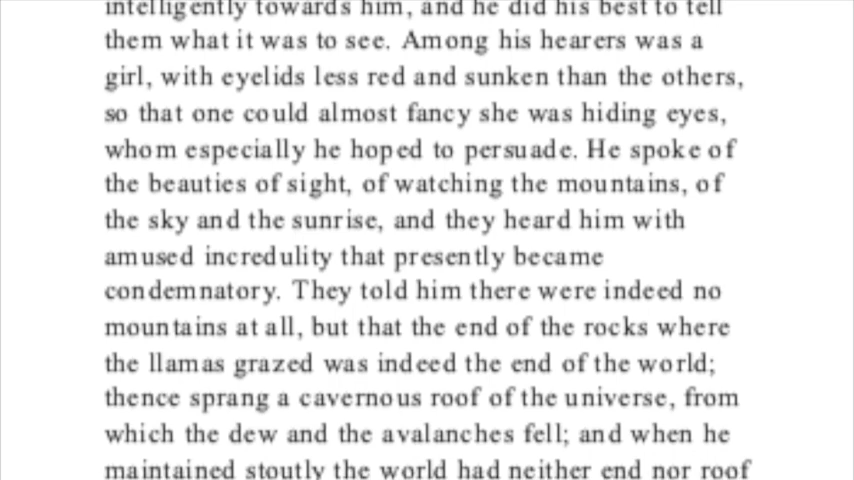 intelligently towards him, and he did his best to tell
them what it was to see. Among his hearers was a
girl, with eyelids less red and sunken than the others,
so that one could almost fancy she was hiding eyes,
whom especially he hoped to persuade. He spoke of
the beauties of sight, of watching the mountains, of
the sky and the sunrise, and they heard him with
amused incredulity that presently became
condemnatory. They told him there were indeed no
mountains at all, but that the end of the rocks where
the llamas grazed was indeed the end of the world;
thence sprang a cavernous roof of the universe, from
which the dew and the avalanches fell; and when he
maintained stoutly the world had neither end nor roof